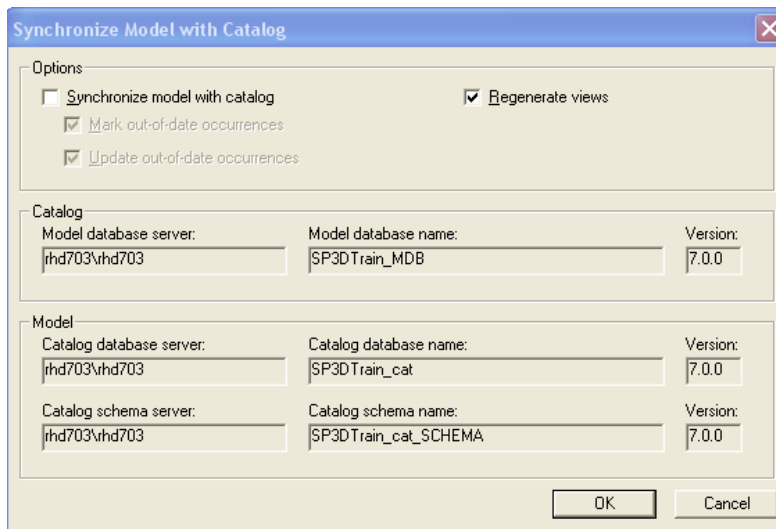 Synchronize Model with Catalog
Options
Synchronize model with catalog
Regenerate views
Mark out-of-date occurrences
Update out-of-date occurrences
Catalog
Model database server: Model database name: Version:
rhd703\rhd703 SP3DTrain_MDB 7.0.0
Model
Catalog database server: Catalog database name: Version:
rhd703\rhd703 SP3DTrain_cat 7.0.0
Catalog schema server: Catalog schema name: Version:
rhd703\rhd703 SP3DTrain_cat_SCHEMA 7.0.0
OK Cancel